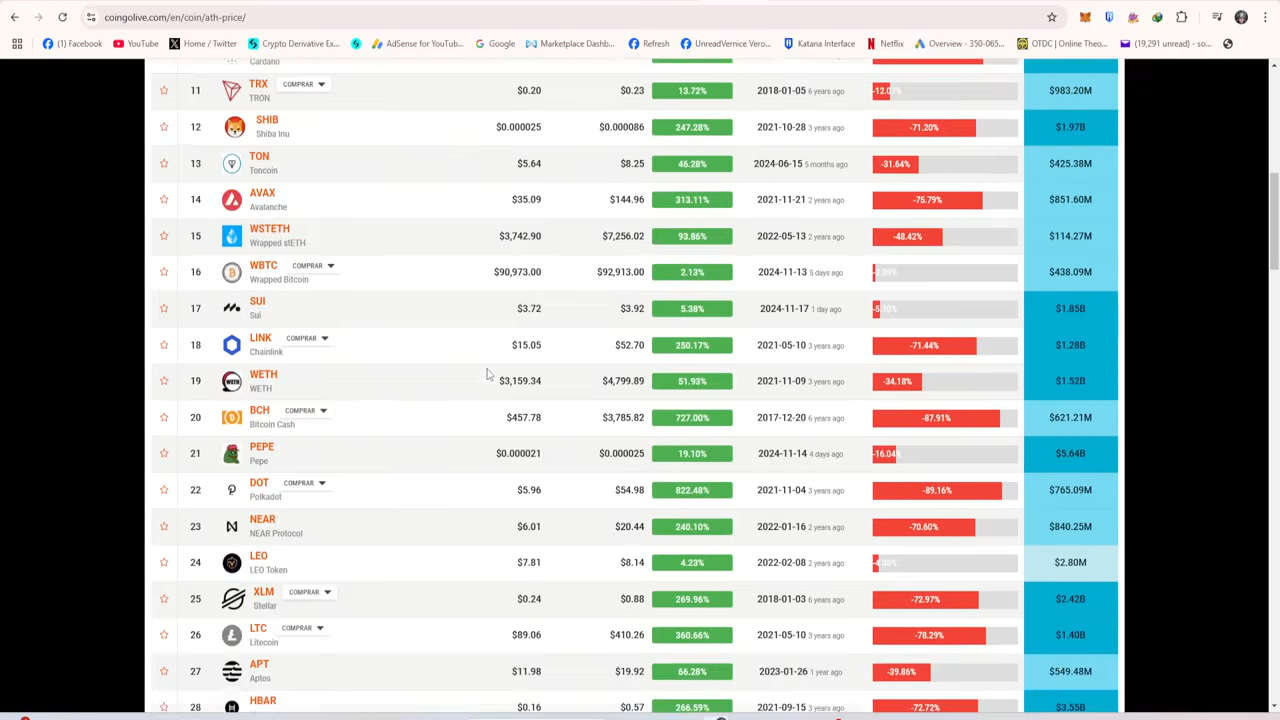 coingolive.com/en/coin/ath-price/
(1) Facebook YouTube Home / Twitter Crypto Derivative Ex... AdSense for YouTub... Google Marketplace Dashb... Refresh UnreadVernice Vero... Katana Interface Netflix Overview - 350-065... OTDC | Online Theo... (19,291 unread) - so...
Cardano
11 TRX COMPRAR $0.20 $0.23 13.72% 2018-01-05 6 years ago $983.20M
TRON
12 SHIB $0.000025 $0.000086 247.28% 2021-10-28 3 years ago -71.20% $1.97B
Shiba Inu
13 TON $5.64 $8.25 46.28% 2024-06-15 5 months ago -31.64% $425.38M
Toncoin
14 AVAX $35.09 $144.96 313.11% 2021-11-21 2 years ago -75.79% $851.60M
Avalanche
15 WSTETH $3,742.90 $7,256.02 93.86% 2022-05-13 2 years ago -48.42% $114.27M
Wrapped stETH
16 WBTC COMPRAR $90,973.00 $92,913.00 2.13% 2024-11-13 5 days ago $438.09M
Wrapped Bitcoin
17 SUI $3.72 $3.92 5.38% 2024-11-17 1 day ago $1.85B
Sui
18 LINK COMPRAR $15.05 $52.70 250.17% 2021-05-10 3 years ago -71.44% $1.28B
Chainlink
19 WETH $3,159.34 $4,799.89 51.93% 2021-11-09 3 years ago -34.18% $1.52B
WETH
20 BCH COMPRAR $457.78 $3,785.82 727.00% 2017-12-20 6 years ago -87.91% $621.21M
Bitcoin Cash
21 PEPE $0.000021 $0.000025 19.10% 2024-11-14 4 days ago -16.04% $5.64B
Pepe
22 DOT COMPRAR $5.96 $54.98 822.48% 2021-11-04 3 years ago -89.16% $765.09M
Polkadot
23 NEAR $6.01 $20.44 240.10% 2022-01-16 2 years ago -70.60% $840.25M
NEAR Protocol
24 LEO $7.81 $8.14 4.23% 2022-02-08 2 years ago $2.80M
LEO Token
25 XLM COMPRAR $0.24 $0.88 269.96% 2018-01-03 6 years ago -72.97% $2.42B
Stellar
26 LTC COMPRAR $89.06 $410.26 360.66% 2021-05-10 3 years ago -78.29% $1.40B
Litecoin
27 APT $11.98 $19.92 66.28% 2023-01-26 1 year ago -39.86% $549.48M
Aptos
28 HBAR $0.16 $0.57 266.59% 2021-09-15 3 years ago -72.72% $3.55B